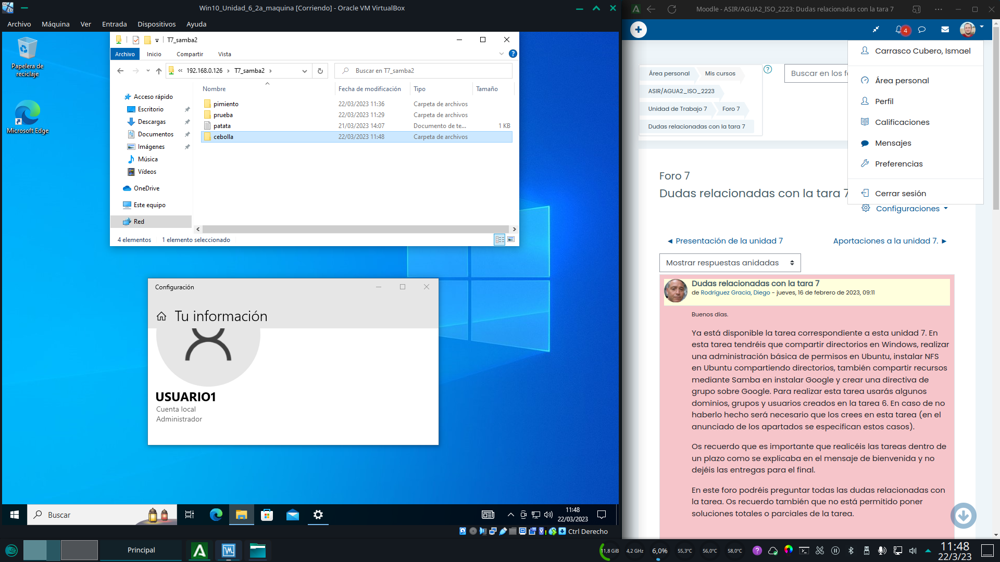 Win10_Unidad_6_2a_maquina [Corriendo] - Oracle VM VirtualBox
Archivo Máquina Ver Entrada Dispositivos Ayuda
Papelera de
reciclaje
Microsoft Edge
T7_samba2
Archivo Inicio Compartir Vista
« 192.168.0.126 › T7_samba2 ›
Buscar en T7_samba2
Acceso rápido
Escritorio
Descargas
Documentos
Imágenes
Música
Vídeos
OneDrive
Este equipo
Red
Nombre Fecha de modificación Tipo Tamaño
pimiento 22/03/2023 11:36 Carpeta de archivos
prueba 22/03/2023 11:29 Carpeta de archivos
patata 21/03/2023 14:07 Documento de te... 1 KB
cebolla 22/03/2023 11:48 Carpeta de archivos
4 elementos 1 elemento seleccionado
Configuración
Tu información
USUARIO1
Cuenta local
Administrador
Buscar
11:48
22/03/2023
Ctrl Derecho
Moodle - ASIR/AGUA2_ISO_2223: Dudas relacionadas con la tara 7
4
Carrasco Cubero, Ismael
Área personal
Perfil
Calificaciones
Mensajes
Preferencias
Cerrar sesión
Área personal Mis cursos
ASIR/AGUA2_ISO_2223
Unidad de Trabajo 7 Foro 7
Dudas relacionadas con la tara 7
Buscar en los fo
Foro 7
Dudas relacionadas con la tara 7
Configuraciones
◄ Presentación de la unidad 7
Aportaciones a la unidad 7. ►
Mostrar respuestas anidadas
Dudas relacionadas con la tara 7
de Rodríguez Gracia, Diego - jueves, 16 de febrero de 2023, 09:11
Buenos días.
Ya está disponible la tarea correspondiente a esta unidad 7. En
esta tarea tendréis que compartir directorios en Windows, realizar
una administración básica de permisos en Ubuntu, instalar NFS
en Ubuntu compartiendo directorios, también compartir recursos
mediante Samba en instalar Google y crear una directiva de
grupo sobre Google. Para realizar esta tarea usarás algunos
dominios, grupos y usuarios creados en la tarea 6. En caso de no
haberlo hecho será necesario que los crees en esta tarea (en el
anunciado de los apartados se especifican estos casos).
Os recuerdo que es importante que realicéis las tareas dentro de
un plazo como se explicaba en el mensaje de bienvenida y no
dejéis las entregas para el final.
En este foro podréis preguntar todas las dudas relacionadas con
la tarea. Os recuerdo también que no está permitido poner
soluciones totales o parciales de la tarea.
Principal
11,8 GiB 4,2 GHz 6,0% 55,3°C 56,0°C 58,0°C
11:48
22/3/23